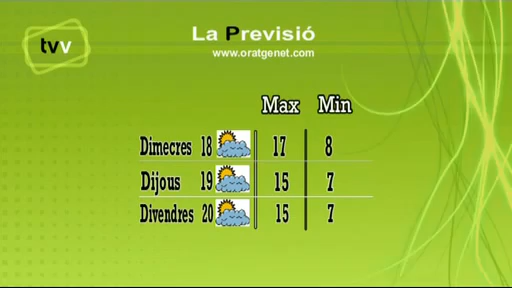 tvv
La Previsió
www.oratgenet.com
Max Min
Dimecres 18 17 8
Dijous 19 15 7
Divendres 20 15 7